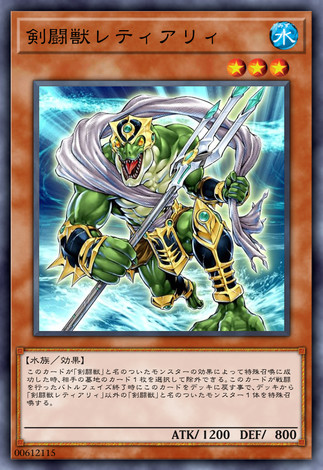 剣闘獣レティアリィ
水
【水族／効果】
このカードが「剣闘獣」と名のついたモンスターの効果によって特殊召喚に成
功した時、相手の墓地のカード１枚を選択して除外できる。このカードが戦闘
を行ったバトルフェイズ終了時にこのカードをデッキに戻す事で、デッキから
「剣闘獣レティアリィ」以外の「剣闘獣」と名のついたモンスター１体を特殊召
喚する。
ATK/ 1200 DEF/ 800
00612115